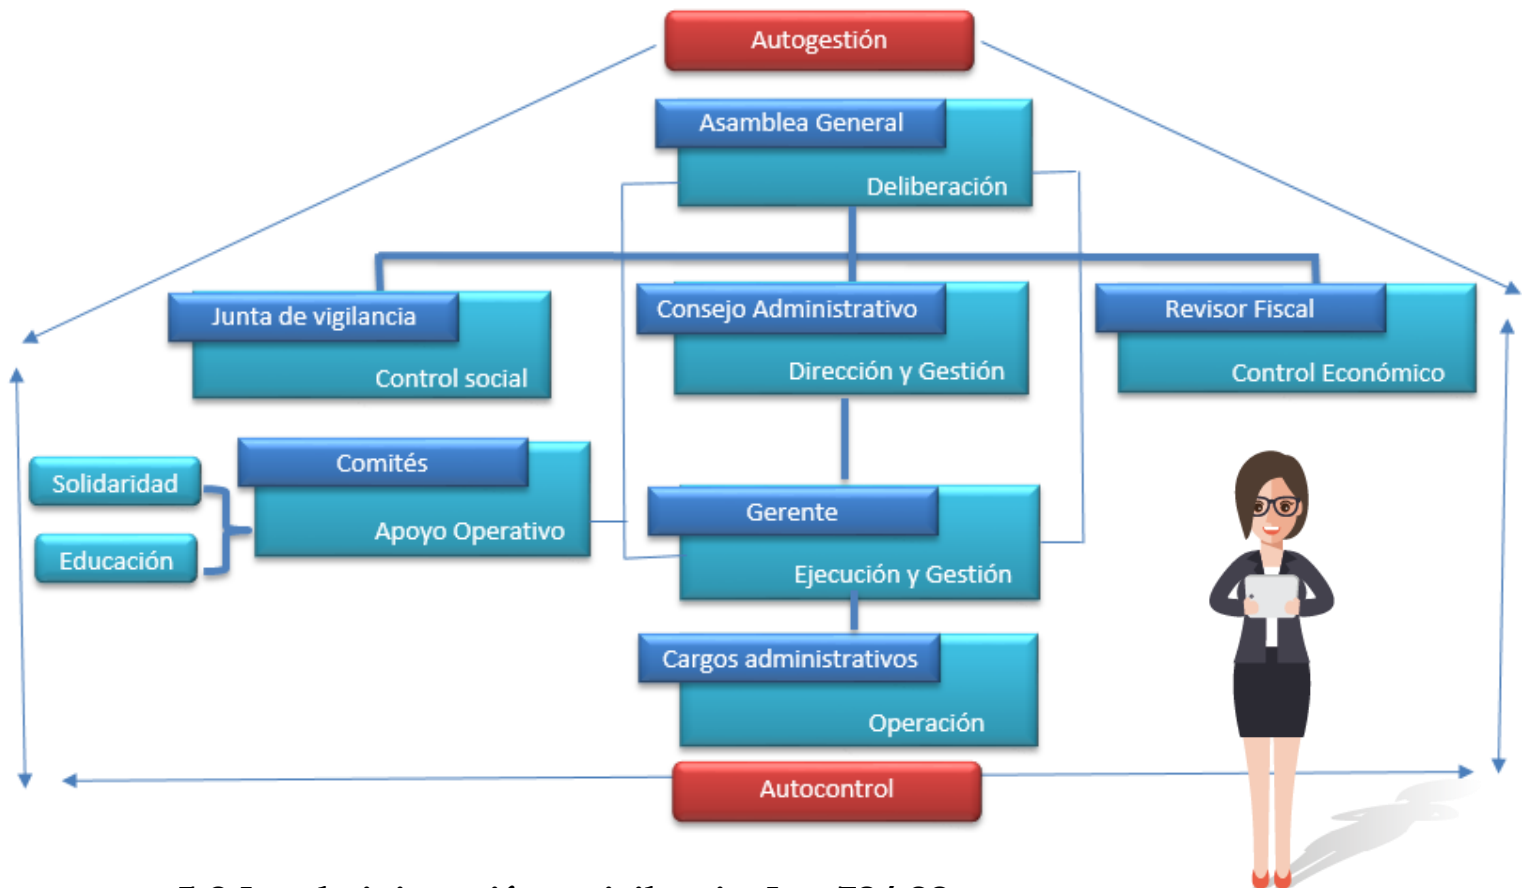 Autogestión
Asamblea General
Deliberación
Junta de vigilancia
Control social
Consejo Administrativo
Dirección y Gestión
Revisor Fiscal
Control Económico
Solidaridad
Educación
Comités
Apoyo Operativo
Gerente
Ejecución y Gestión
Cargos administrativos
Operación
Autocontrol